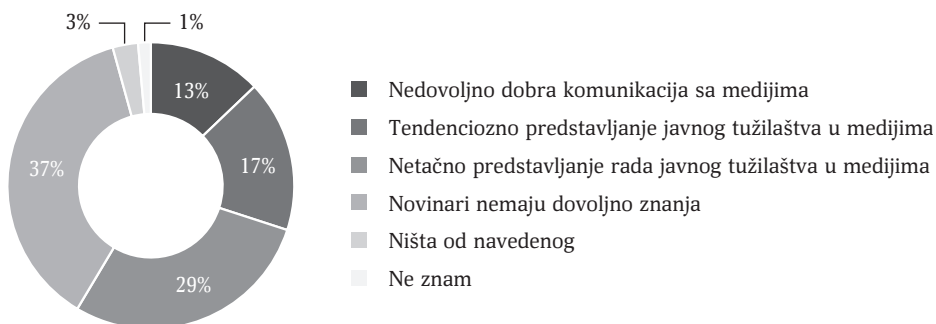 3%
1%
13%
17%
29%
37%
Nedovoljno dobra komunikacija sa medijima
Tendenciozno predstavljanje javnog tužilaštva u medijima
Netačno predstavljanje rada javnog tužilaštva u medijima
Novinari nemaju dovoljno znanja
Ništa od navedenog
Ne znam